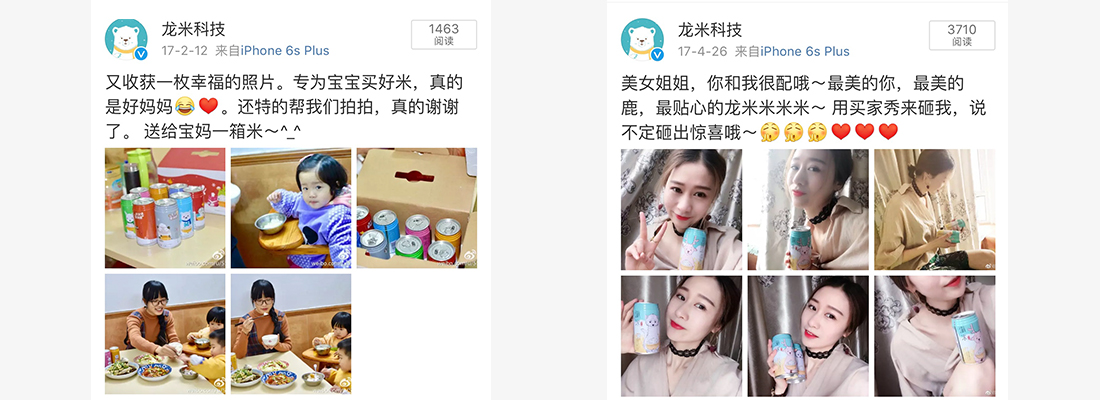 龙米科技
17-2-12 来自iPhone 6s Plus
1463
阅读
又收获一枚幸福的照片。专为宝宝买好米，真的
是好妈妈😂❤️。还特的帮我们拍拍，真的谢谢
了。 送给宝妈一箱米～^_^
龙米科技
17-4-26 来自iPhone 6s Plus
3710
阅读
美女姐姐，你和我很配哦～最美的你，最美的
鹿，最贴心的龙米米米米～ 用买家秀来砸我，说
不定砸出惊喜哦～😚😚😚❤️❤️❤️